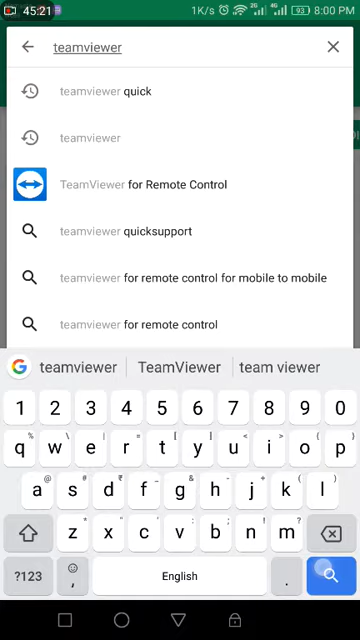 45:21 1K/s 2G 4G 93 8:00 PM
teamviewer
teamviewer quick
teamviewer
TeamViewer for Remote Control
teamviewer quicksupport
teamviewer for remote control for mobile to mobile
teamviewer for remote control
teamviewer TeamViewer team viewer
1 2 3 4 5 6 7 8 9 0
% \ | = [ ] < > { }
q w e r t y u i o p
@ # ₹ _ & - + ( )
a s d f g h j k l
* " ' : ; ! ?
z x c v b n m
?123 , English .